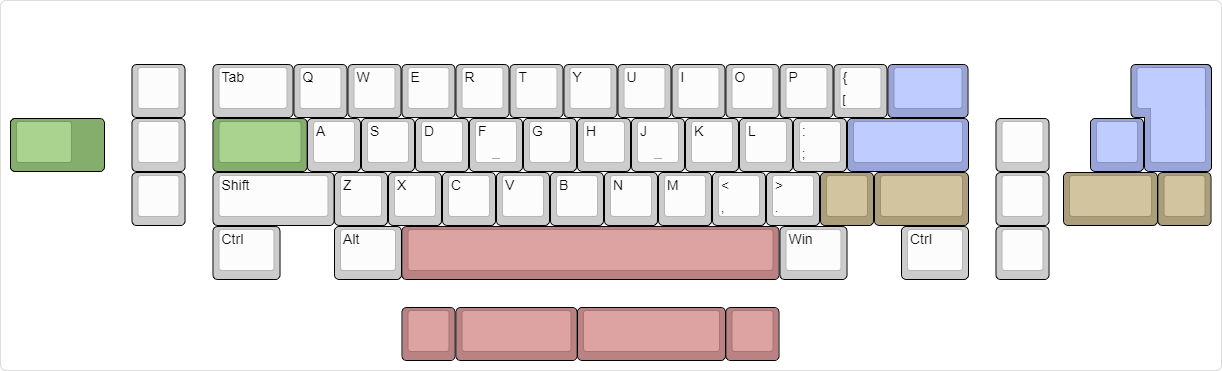 Tab Q W E R T Y U I O P {
[
A S D F G H J K L :
_ _ ;
Shift Z X C V B N M < >
, .
Ctrl Alt Win Ctrl